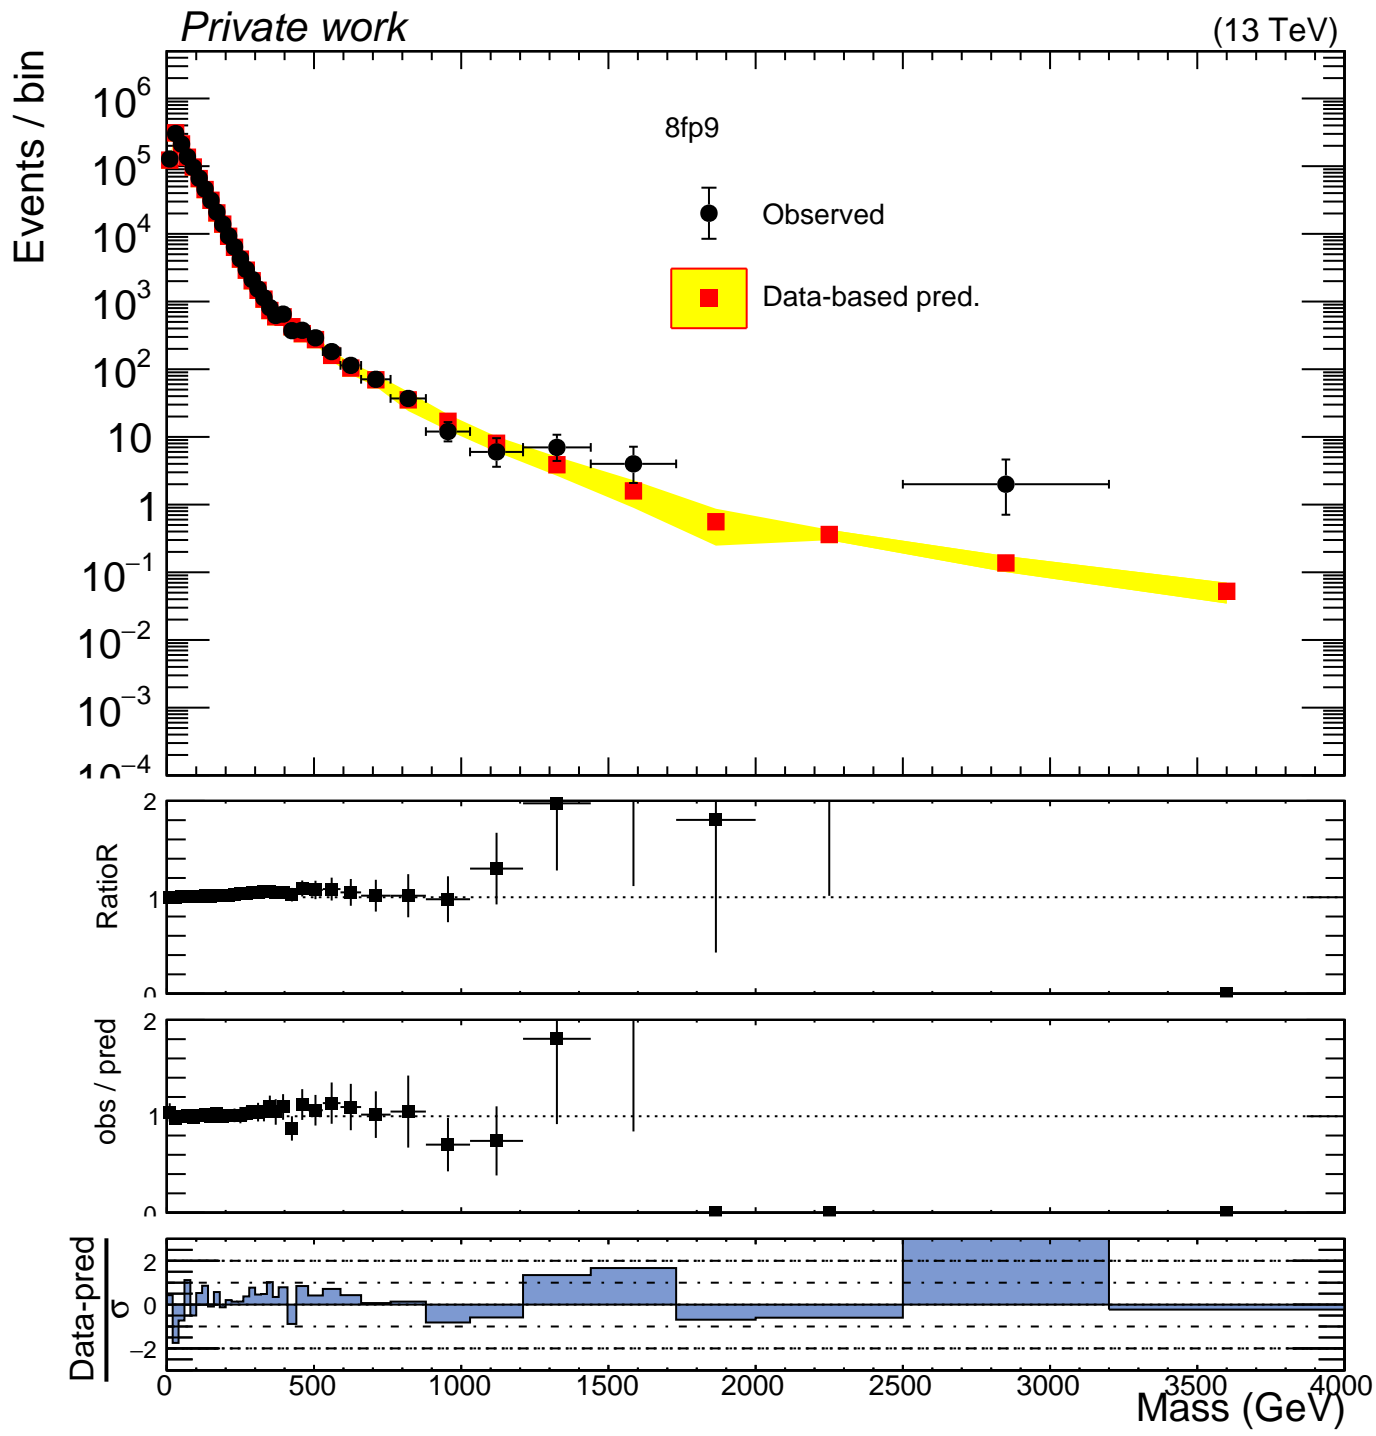 Private work
(13 TeV)
Events / bin
8fp9
Observed
Data-based pred.
10^6
10^5
10^4
10^3
10^2
10
1
10^−1
10^−2
10^−3
10^−4
RatioR
2
1
0
obs / pred
2
1
0
Data-pred
σ
2
0
−2
0 500 1000 1500 2000 2500 3000 3500 4000
Mass (GeV)